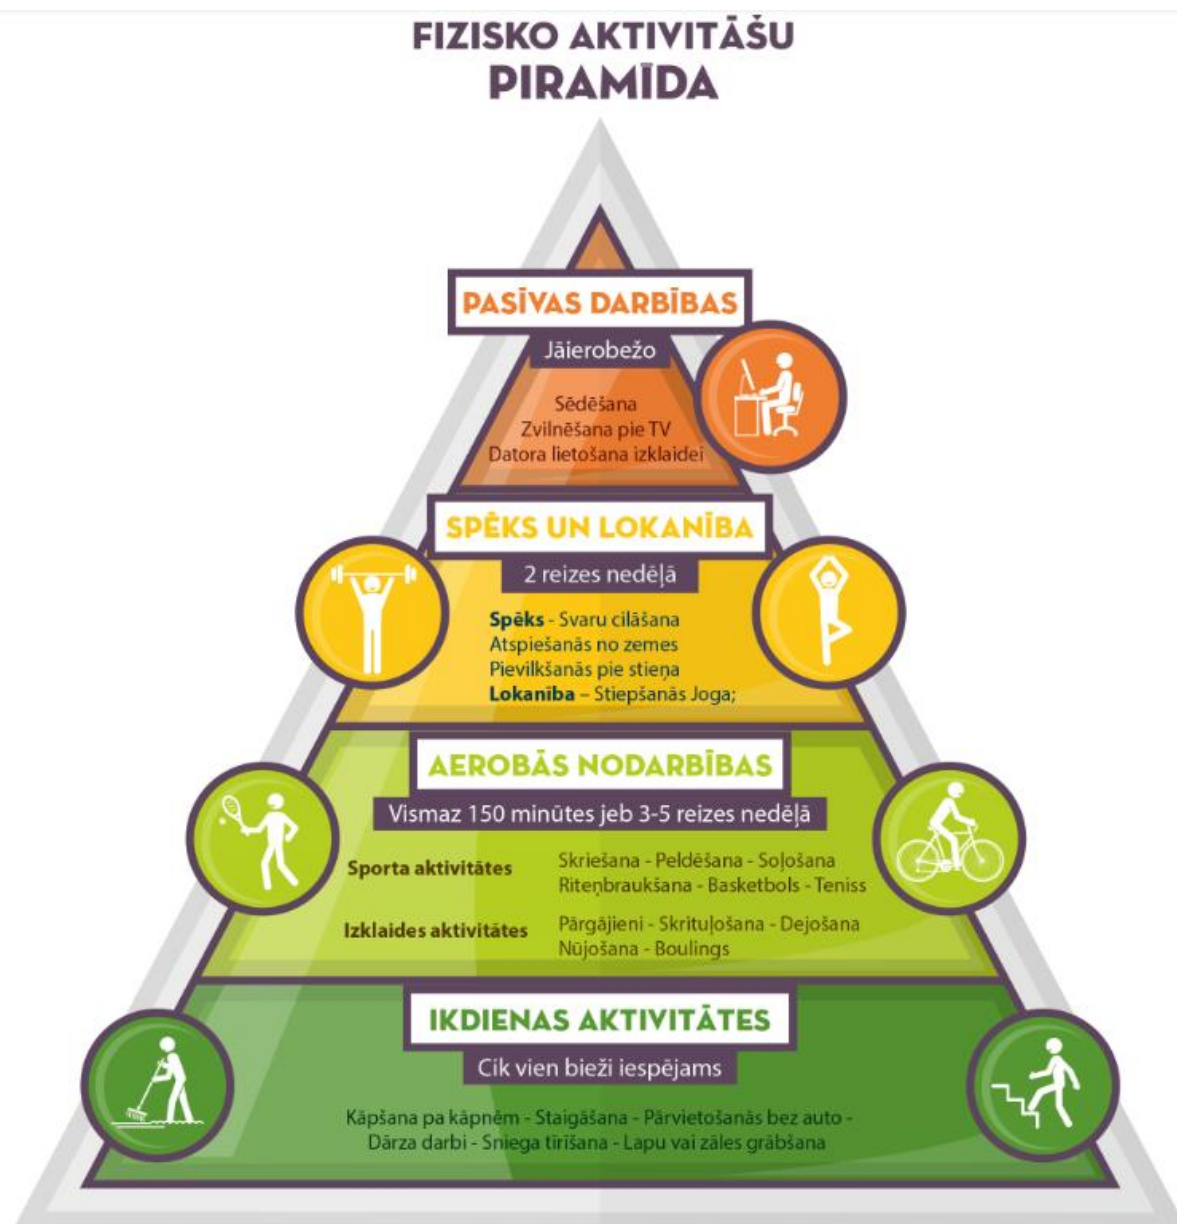 FIZISKO AKTIVITĀŠU
PIRAMĪDA
PASĪVAS DARBĪBAS
Jāierobežo
Sēdēšana
Zvilnēšana pie TV
Datora lietošana izklaidei
SPĒKS UN LOKANĪBA
2 reizes nedēļā
Spēks - Svaru cilāšana
Atspiešanās no zemes
Pievilkšanās pie stieņa
Lokanība – Stiepšanās Joga;
AEROBĀS NODARBĪBAS
Vismaz 150 minūtes jeb 3-5 reizes nedēļā
Sporta aktivitātes
Skriešana - Peldēšana - Soļošana
Riteņbraukšana - Basketbols - Teniss
Izklaides aktivitātes
Pārgājieni - Skrituļošana - Dejošana
Nūjošana - Boulings
IKDIENAS AKTIVITĀTES
Cik vien bieži iespējams
Kāpšana pa kāpnēm - Staigāšana - Pārvietošanās bez auto -
Dārza darbi - Sniega tīrīšana - Lapu vai zāles grābšana